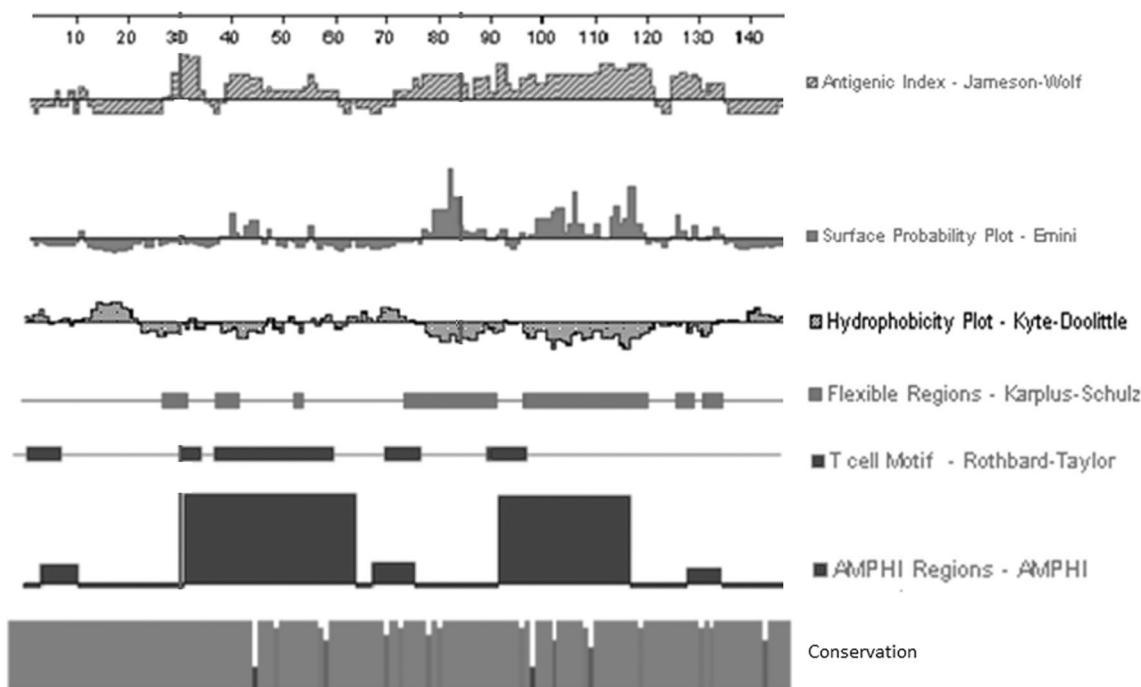 10 20 30 40 50 60 70 80 90 100 110 120 130 140
Antigenic Index - Jameson-Wolf
Surface Probability Plot - Emini
Hydrophobicity Plot - Kyte-Doolittle
Flexible Regions - Karplus-Schulz
T cell Motif - Rothbard-Taylor
AMPHI Regions - AMPHI
Conservation